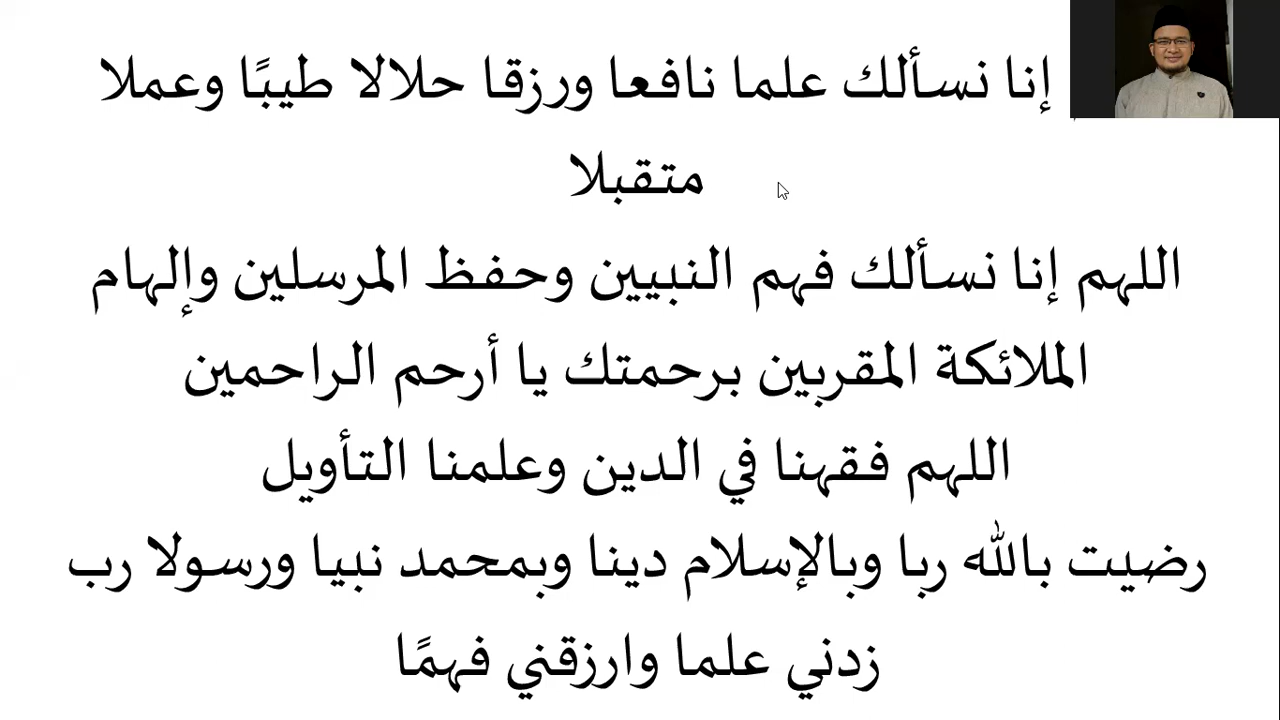 إنا نسألك علما نافعا ورزقا حلالا طيبًا وعملا
متقبلا
اللهم إنا نسألك فهم النبيين وحفظ المرسلين وإلهام
الملائكة المقربين برحمتك يا أرحم الراحمين
اللهم فقهنا في الدين وعلمنا التأويل
رضيت بالله ربا وبالإسلام دينا وبمحمد نبيا ورسولا رب
زدني علما وارزقني فهمًا